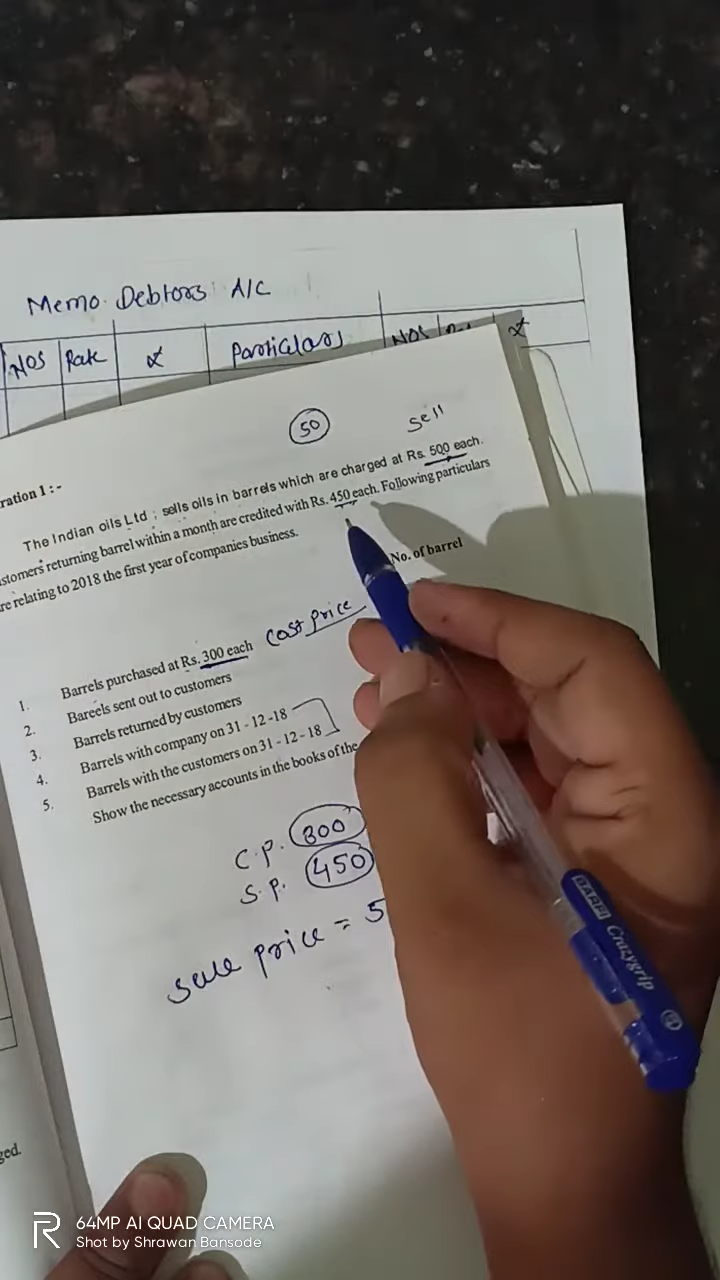 Memo. Debtors A/C
NOS Rate ₹ Particlars NOS ₹
50
sell
ration 1 :-
The Indian oils Ltd ; sells oils in barrels which are charged at Rs. 500 each.
stomers returning barrel within a month are credited with Rs. 450 each. Following particulars
re relating to 2018 the first year of companies business.
No. of barrel
1. Barrels purchased at Rs. 300 each cost price
2. Bareels sent out to customers
3. Barrels returned by customers
4. Barrels with company on 31 - 12 -18
5. Barrels with the customers on 31 - 12 - 18
Show the necessary accounts in the books of the
C.P. 300
S.P. 450
sale price = 5
ged.
BARPI Crazygrip
R 64MP AI QUAD CAMERA
Shot by Shrawan Bansode